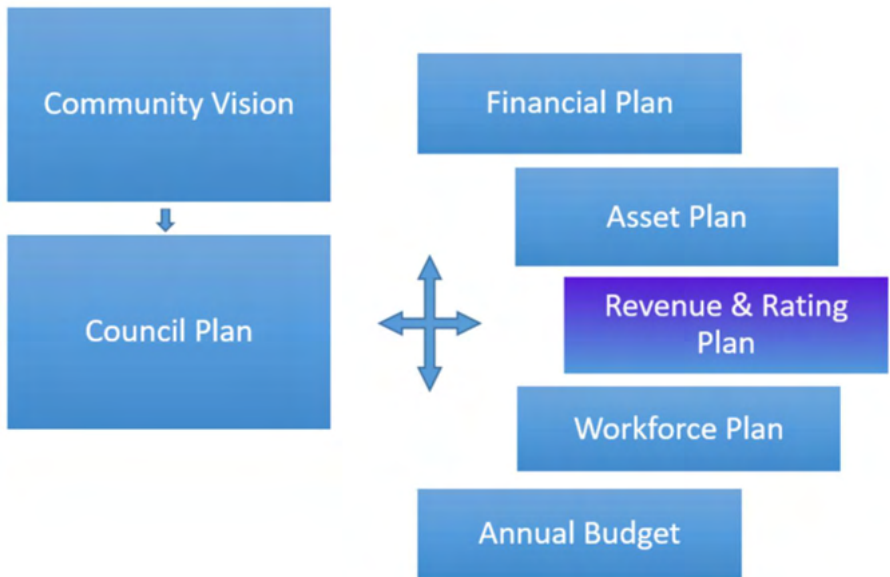 Community Vision
Council Plan
Financial Plan
Asset Plan
Revenue & Rating
Plan
Workforce Plan
Annual Budget